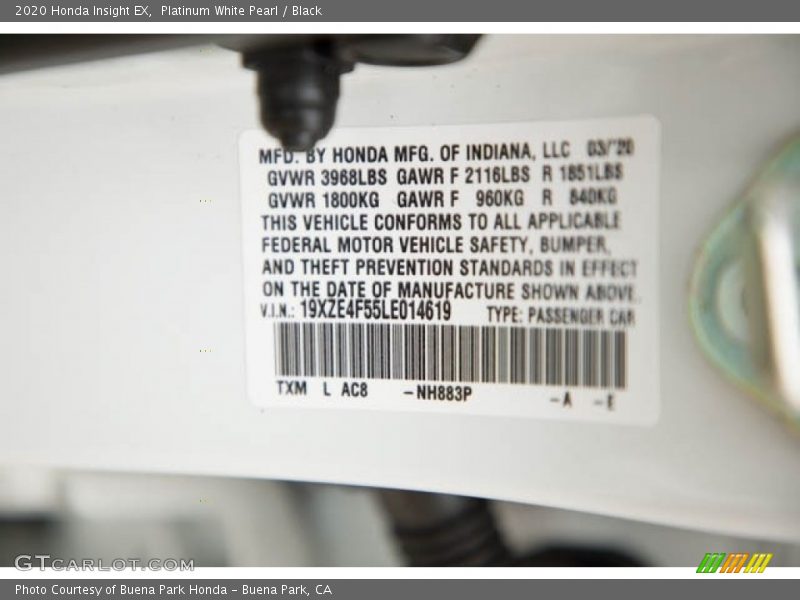 2020 Honda Insight EX,  Platinum White Pearl / Black
MFD. BY HONDA MFG. OF INDIANA, LLC 03/'20
GVWR 3968LBS GAWR F 2116LBS R 1851LBS
GVWR 1800KG GAWR F 960KG R 840KG
THIS VEHICLE CONFORMS TO ALL APPLICABLE
FEDERAL MOTOR VEHICLE SAFETY, BUMPER,
AND THEFT PREVENTION STANDARDS IN EFFECT
ON THE DATE OF MANUFACTURE SHOWN ABOVE.
V.I.N.: 19XZE4F55LE014619 TYPE: PASSENGER CAR
TXM L AC8 -NH883P -A -E
GTCARLOT.COM
Photo Courtesy of Buena Park Honda - Buena Park, CA